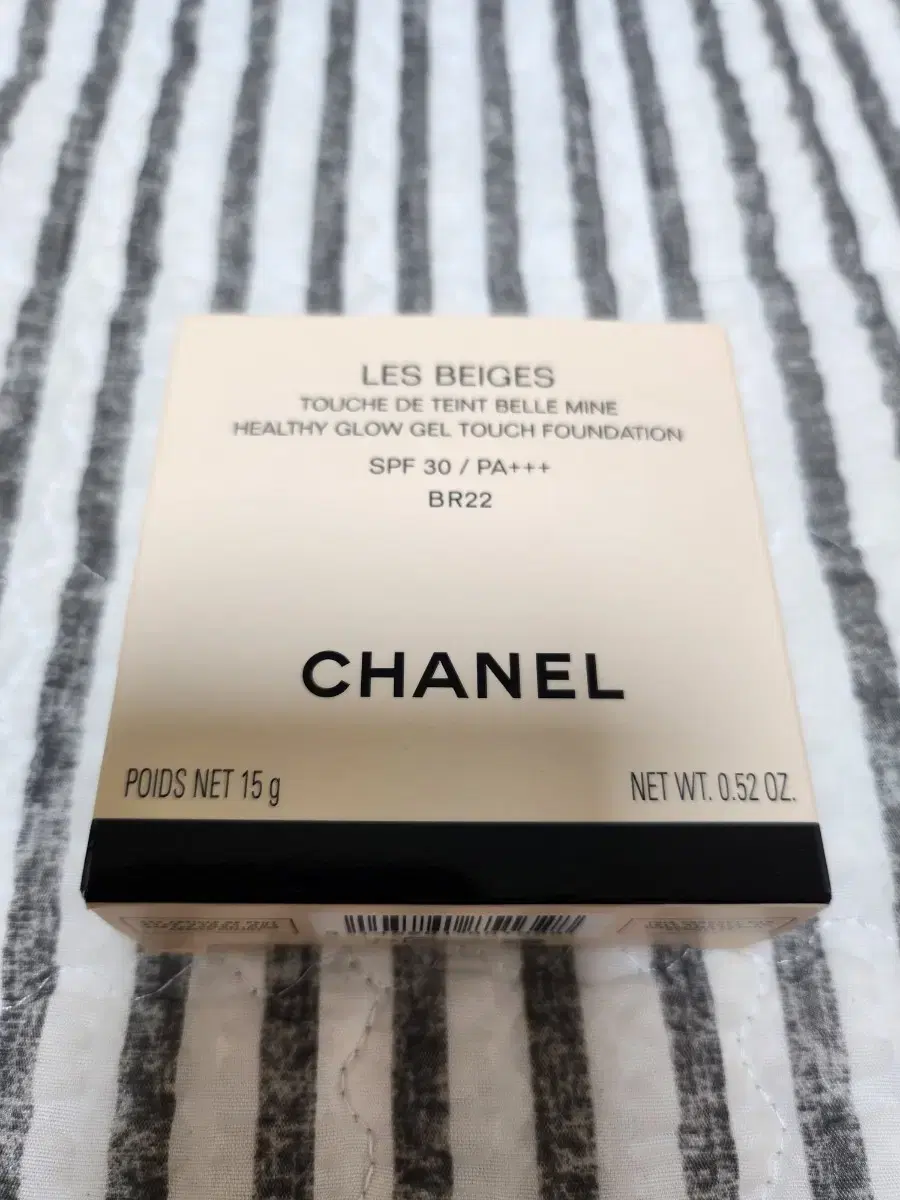 LES BEIGES
TOUCHE DE TEINT BELLE MINE
HEALTHY GLOW GEL TOUCH FOUNDATION
SPF 30 / PA+++
BR22
CHANEL
POIDS NET 15 g
NET WT. 0.52 OZ.